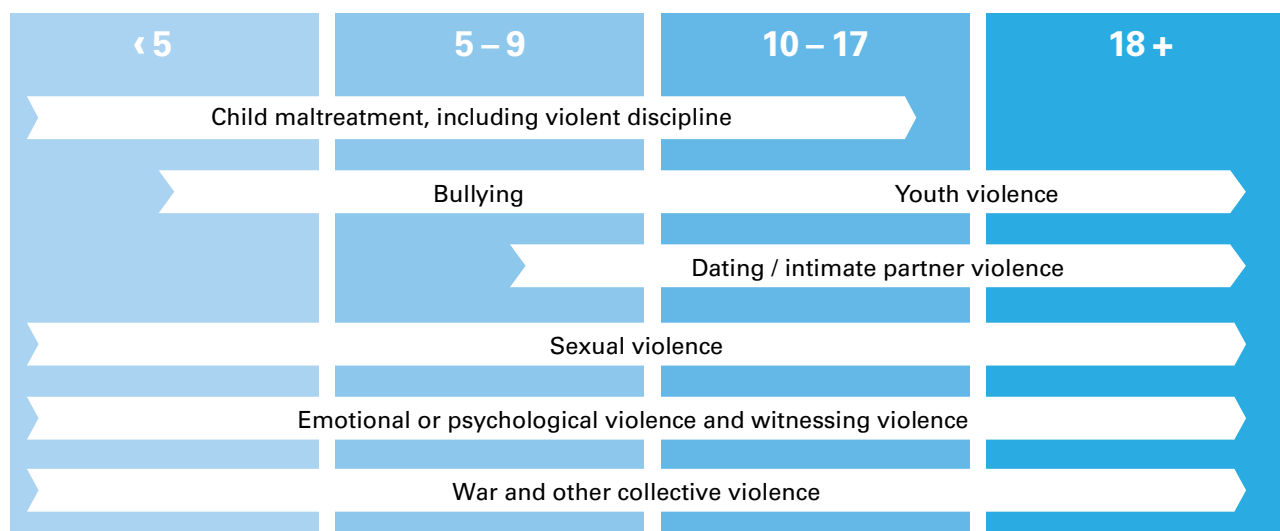 ‹ 5 5 – 9 10 – 17 18 +
Child maltreatment, including violent discipline
Bullying Youth violence
Dating / intimate partner violence
Sexual violence
Emotional or psychological violence and witnessing violence
War and other collective violence